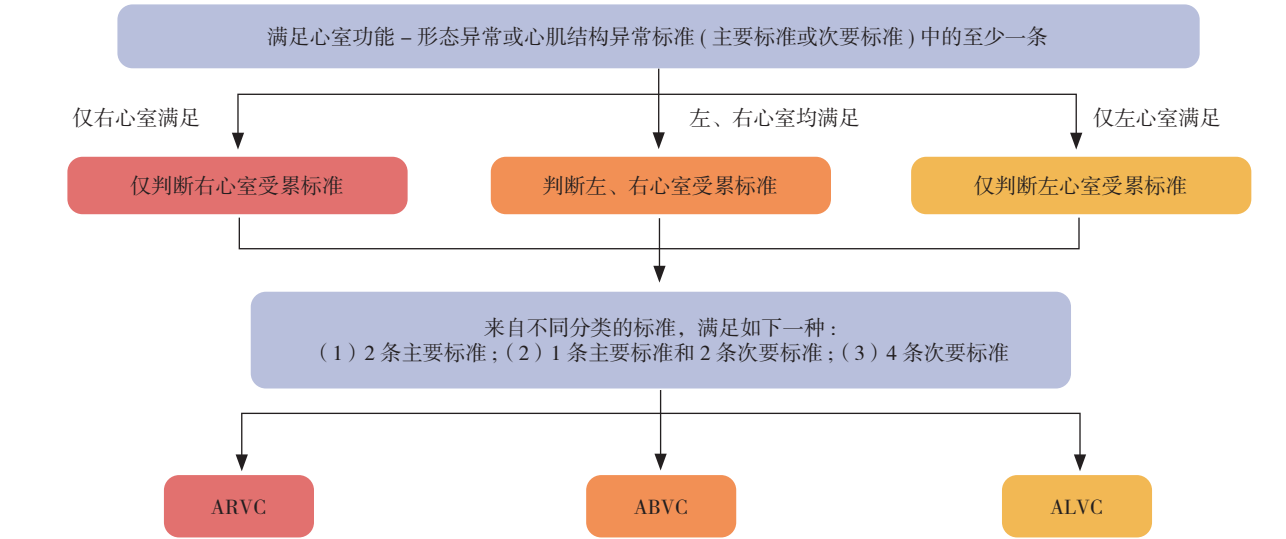 满足心室功能－形态异常或心肌结构异常标准 ( 主要标准或次要标准 ) 中的至少一条
仅右心室满足
左、右心室均满足
仅左心室满足
仅判断右心室受累标准
判断左、右心室受累标准
仅判断左心室受累标准
来自不同分类的标准，满足如下一种：
（1）2 条主要标准；（2）1 条主要标准和 2 条次要标准；（3）4 条次要标准
ARVC
ABVC
ALVC